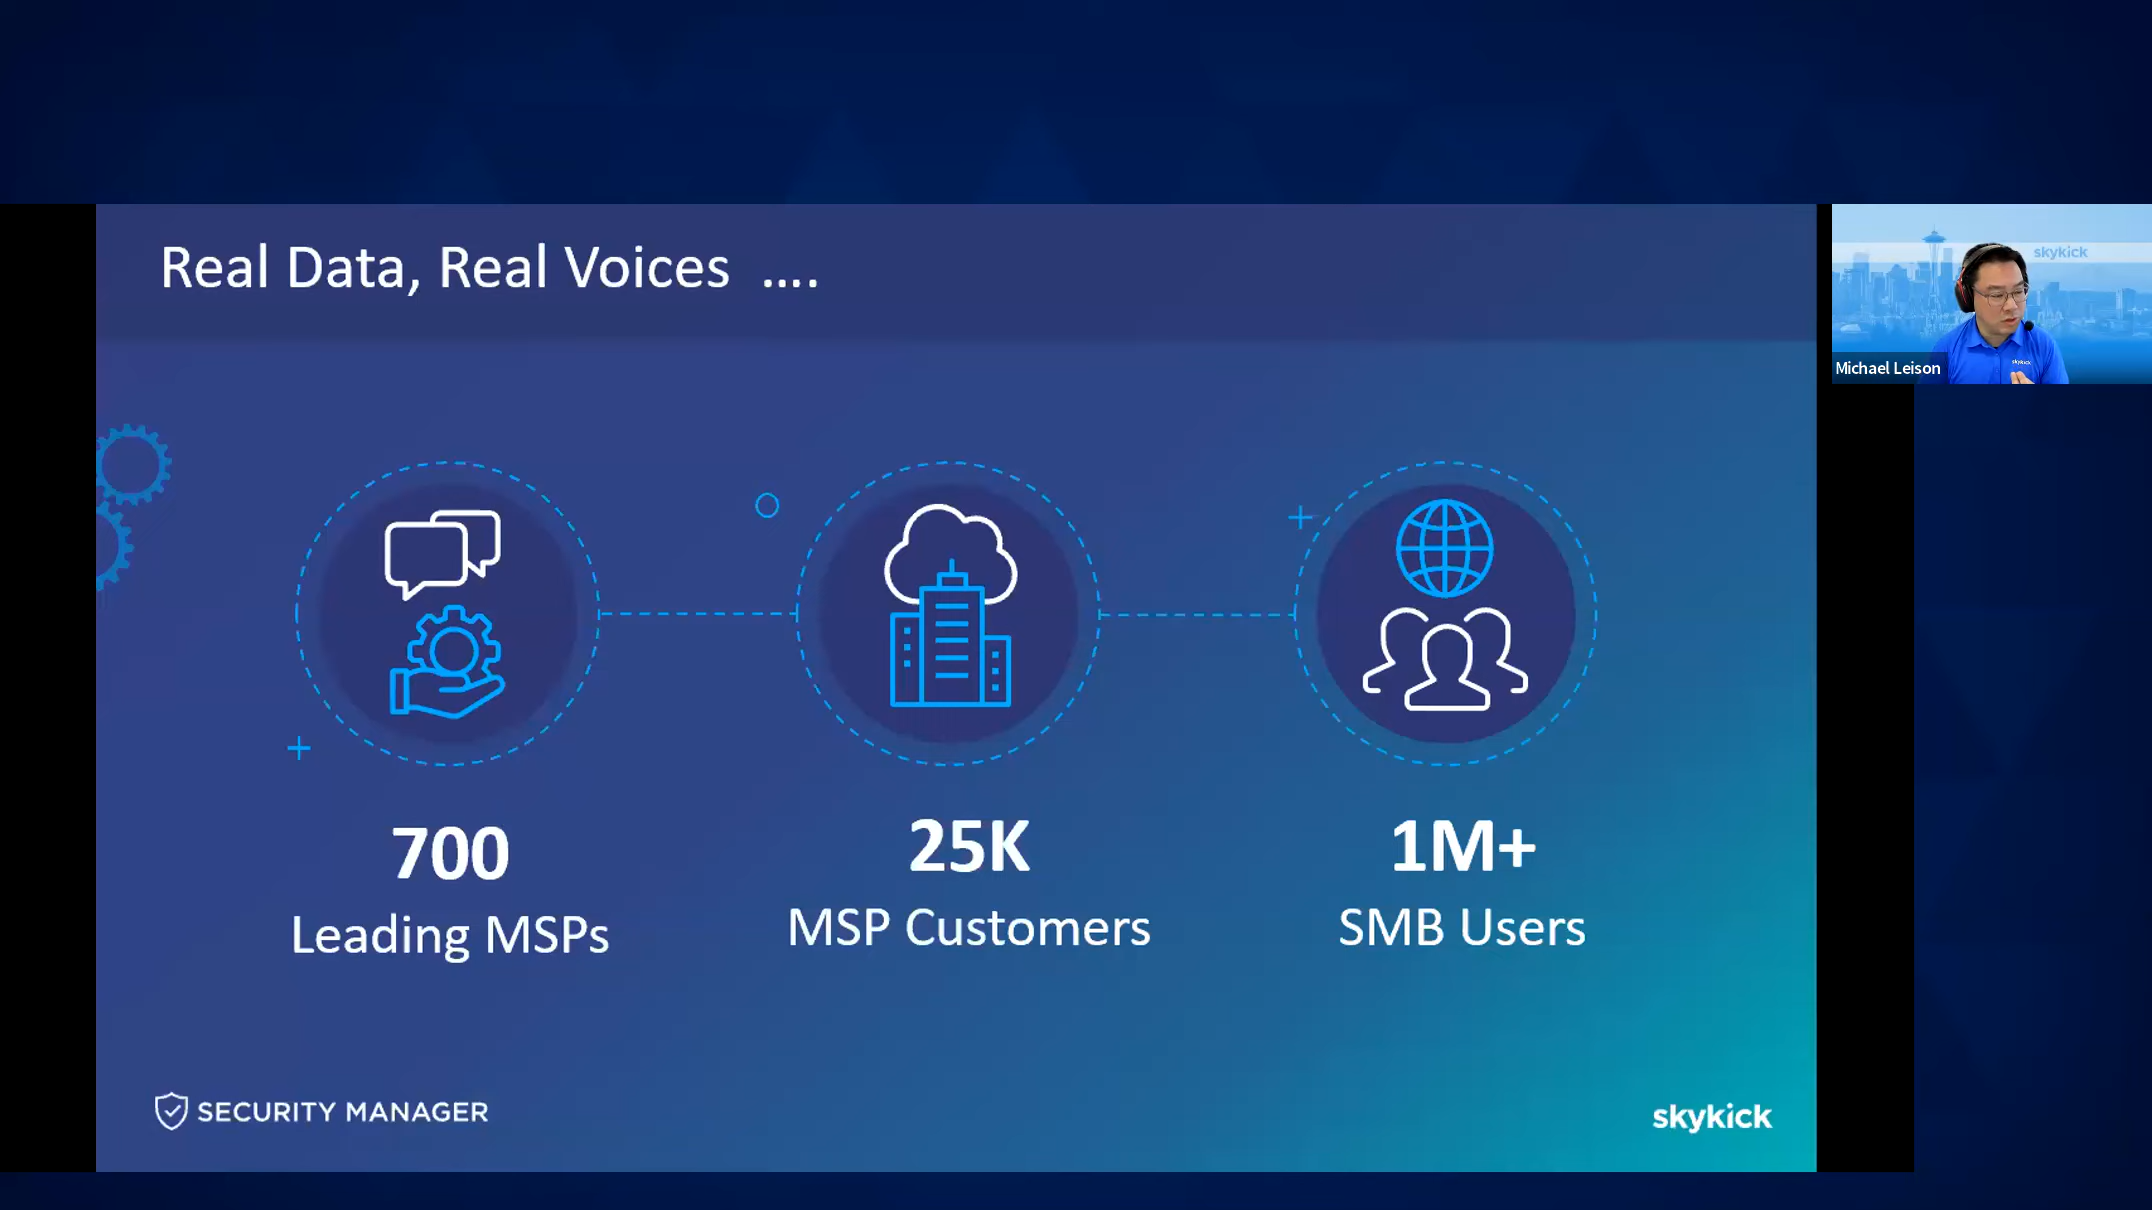 Real Data, Real Voices ....
skykick
skykick
Michael Leison
700
Leading MSPs
25K
MSP Customers
1M+
SMB Users
SECURITY MANAGER
skykick